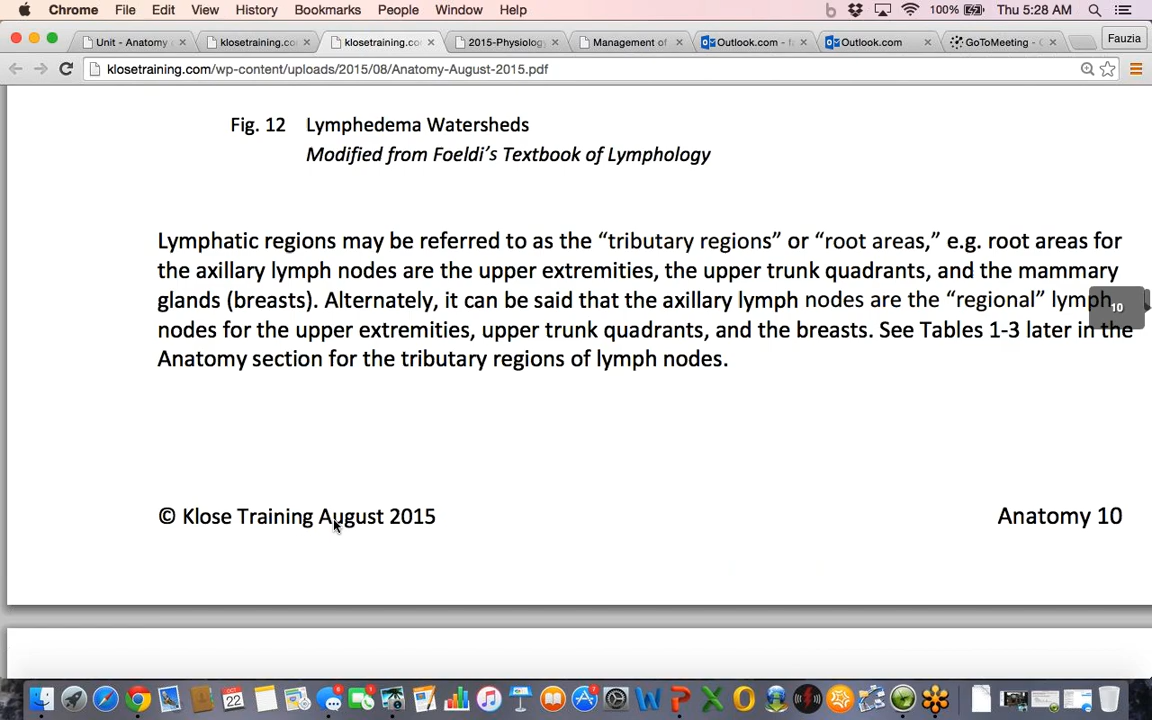 Chrome File Edit View History Bookmarks People Window Help 100% Thu 5:28 AM
Unit - Anatomy klosetraining.co klosetraining.co 2015-Physiology Management of Outlook.com - f Outlook.com GoToMeeting - C Fauzia
klosetraining.com/wp-content/uploads/2015/08/Anatomy-August-2015.pdf
Fig. 12 Lymphedema Watersheds
Modified from Foeldi's Textbook of Lymphology
Lymphatic regions may be referred to as the “tributary regions” or “root areas,” e.g. root areas for
the axillary lymph nodes are the upper extremities, the upper trunk quadrants, and the mammary
glands (breasts). Alternately, it can be said that the axillary lymph nodes are the “regional” lymph
10
nodes for the upper extremities, upper trunk quadrants, and the breasts. See Tables 1-3 later in the
Anatomy section for the tributary regions of lymph nodes.
© Klose Training August 2015 Anatomy 10
OCT
22